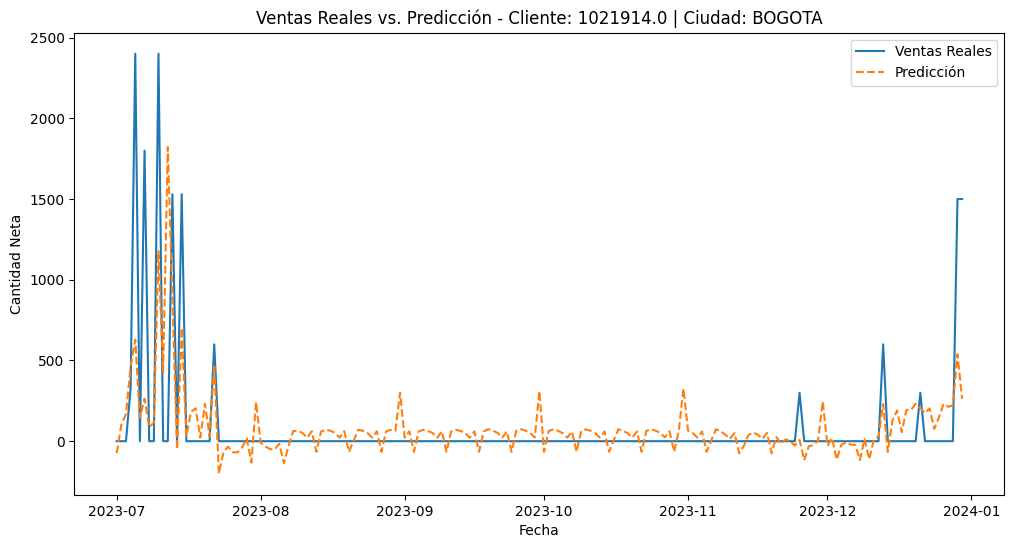 Ventas Reales vs. Predicción - Cliente: 1021914.0 | Ciudad: BOGOTA
Ventas Reales
Predicción
Cantidad Neta
2500
2000
1500
1000
500
0
2023-07
2023-08
2023-09
2023-10
2023-11
2023-12
2024-01
Fecha